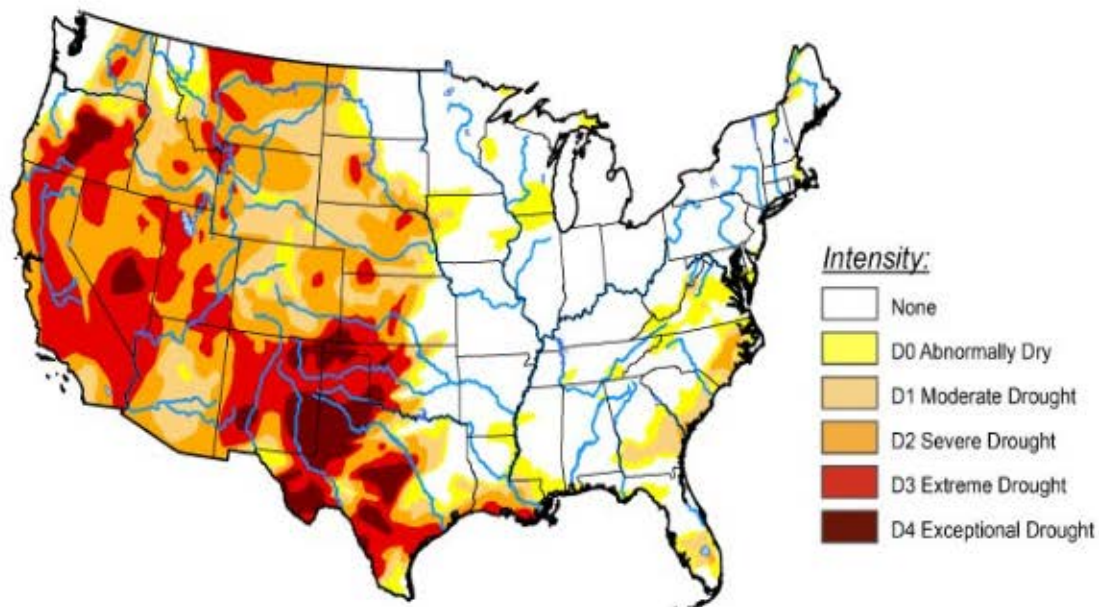 Intensity:
None
D0 Abnormally Dry
D1 Moderate Drought
D2 Severe Drought
D3 Extreme Drought
D4 Exceptional Drought